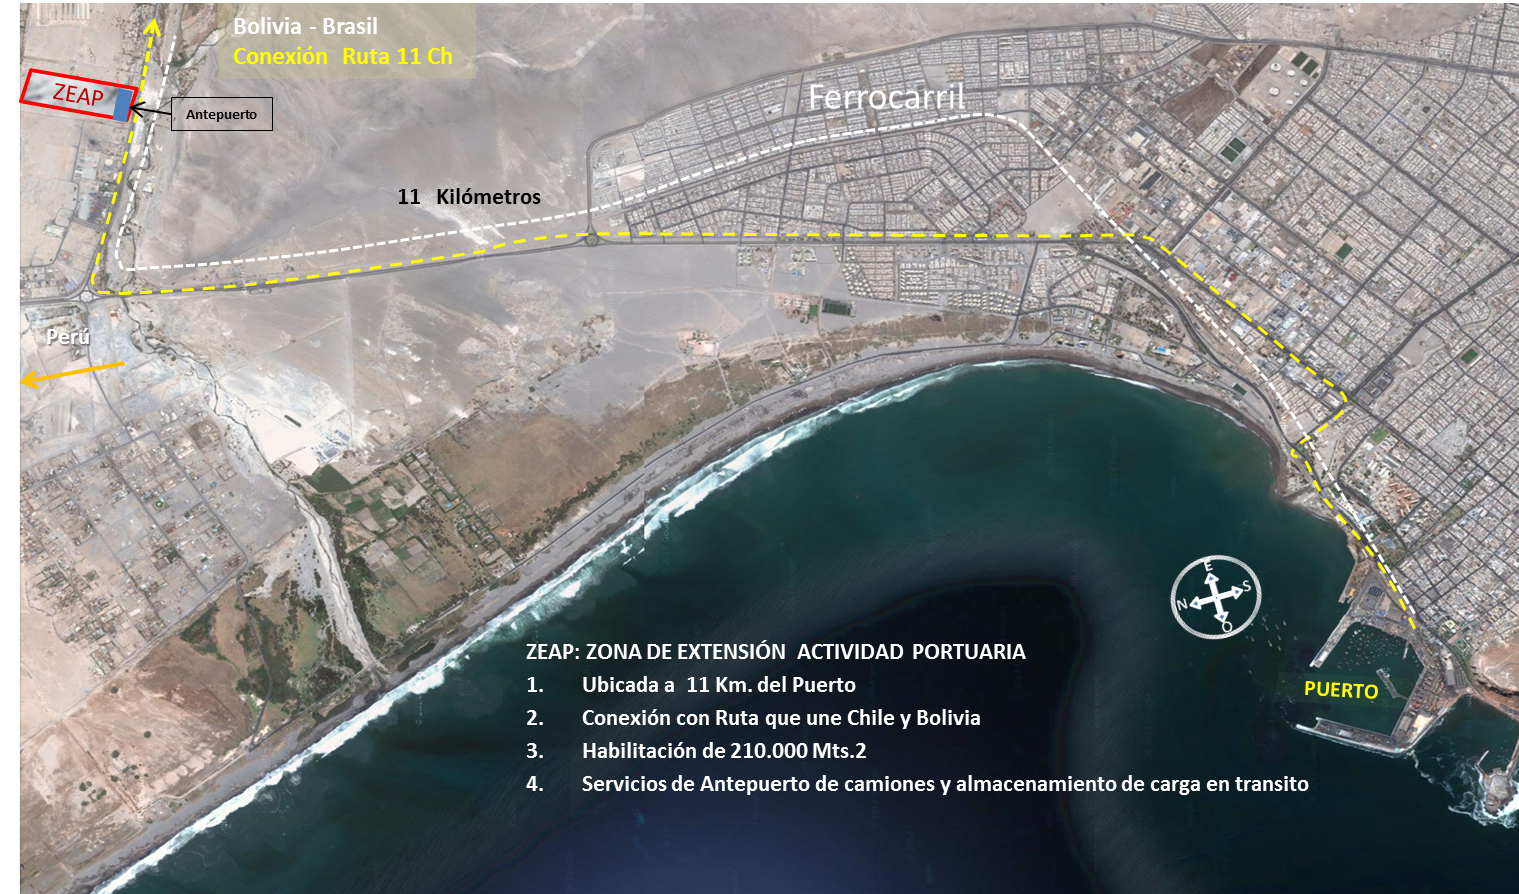 Bolivia - Brasil
Conexión Ruta 11 Ch
ZEAP
Antepuerto
Ferrocarril
11 Kilómetros
Perú
E
N
S
O
ZEAP: ZONA DE EXTENSIÓN ACTIVIDAD PORTUARIA
1. Ubicada a 11 Km. del Puerto
2. Conexión con Ruta que une Chile y Bolivia
3. Habilitación de 210.000 Mts.2
4. Servicios de Antepuerto de camiones y almacenamiento de carga en transito
PUERTO